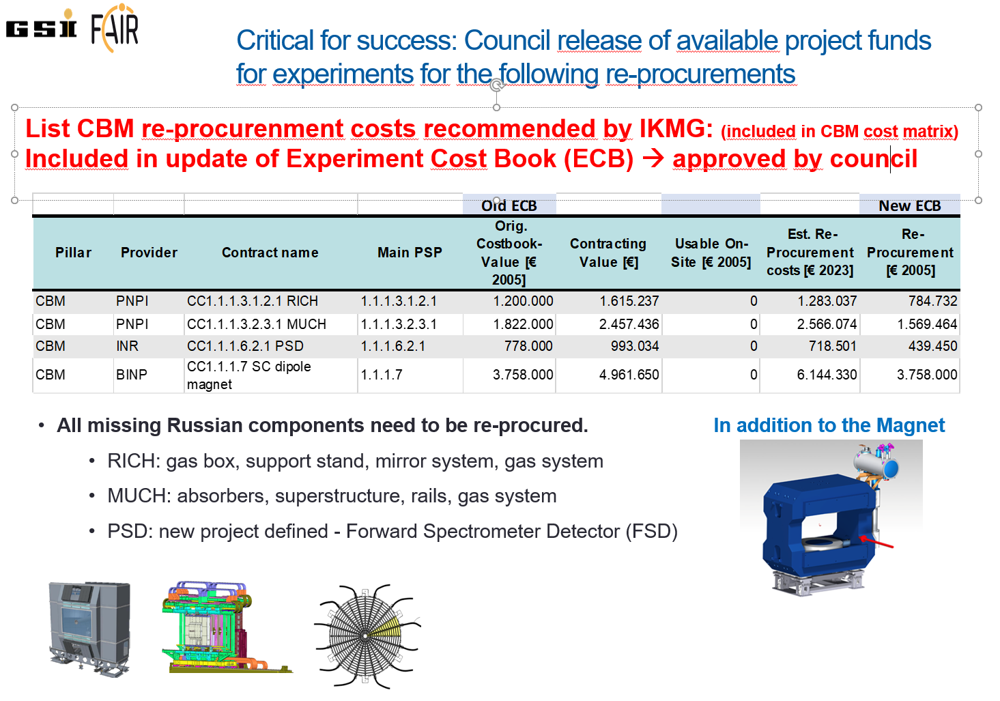 GSI FAIR
Critical for success: Council release of available project funds
for experiments for the following re-procurements
List CBM re-procurenment costs recommended by IKMG: (included in CBM cost matrix)
Included in update of Experiment Cost Book (ECB) → approved by council
Old ECB New ECB
Pillar Provider Contract name Main PSP Orig. Costbook-Value [€ 2005] Contracting Value [€] Usable On-Site [€ 2005] Est. Re-Procurement costs [€ 2023] Re-Procurement [€ 2005]
CBM PNPI CC1.1.1.3.1.2.1 RICH 1.1.1.3.1.2.1 1.200.000 1.615.237 0 1.283.037 784.732
CBM PNPI CC1.1.1.3.2.3.1 MUCH 1.1.1.3.2.3.1 1.822.000 2.457.436 0 2.566.074 1.569.464
CBM INR CC1.1.1.6.2.1 PSD 1.1.1.6.2.1 778.000 993.034 0 718.501 439.450
CBM BINP CC1.1.1.7 SC dipole magnet 1.1.1.7 3.758.000 4.961.650 0 6.144.330 3.758.000
• All missing Russian components need to be re-procured.
• RICH: gas box, support stand, mirror system, gas system
• MUCH: absorbers, superstructure, rails, gas system
• PSD: new project defined - Forward Spectrometer Detector (FSD)
In addition to the Magnet